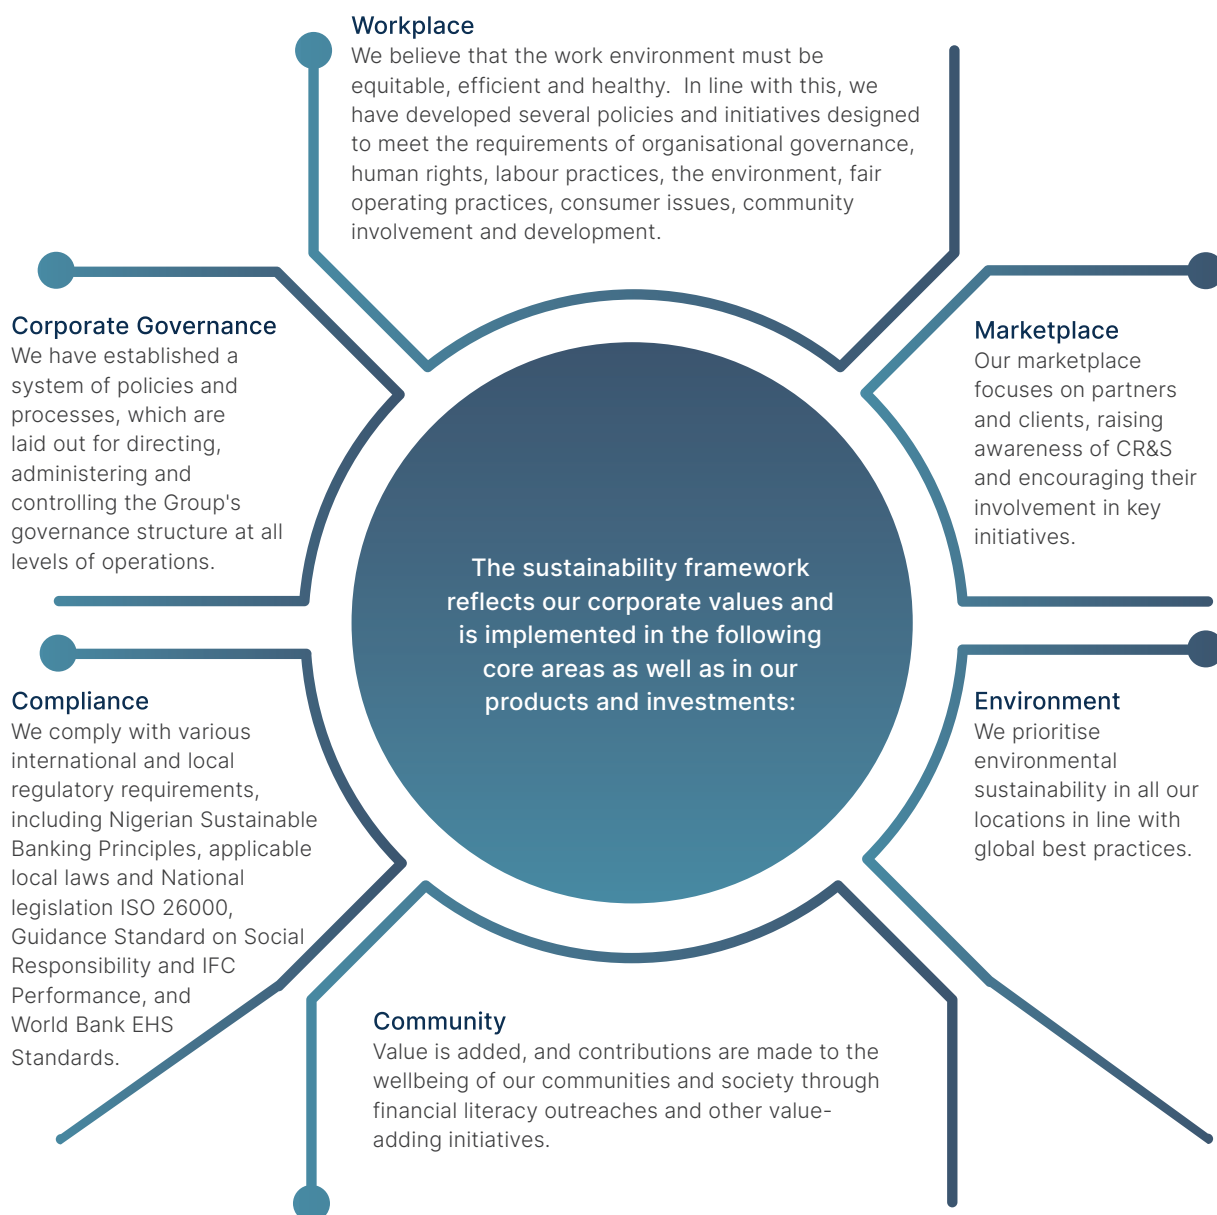 Workplace
We believe that the work environment must be
equitable, efficient and healthy.  In line with this, we
have developed several policies and initiatives designed
to meet the requirements of organisational governance,
human rights, labour practices, the environment, fair
operating practices, consumer issues, community
involvement and development.
Corporate Governance
We have established a
system of policies and
processes, which are
laid out for directing,
administering and
controlling the Group's
governance structure at all
levels of operations.
Marketplace
Our marketplace
focuses on partners
and clients, raising
awareness of CR&S
and encouraging their
involvement in key
initiatives.
The sustainability framework
reflects our corporate values and
is implemented in the following
core areas as well as in our
products and investments:
Compliance
We comply with various
international and local
regulatory requirements,
including Nigerian Sustainable
Banking Principles, applicable
local laws and National
legislation ISO 26000,
Guidance Standard on Social
Responsibility and IFC
Performance, and
World Bank EHS
Standards.
Environment
We prioritise
environmental
sustainability in all our
locations in line with
global best practices.
Community
Value is added, and contributions are made to the
wellbeing of our communities and society through
financial literacy outreaches and other value-
adding initiatives.